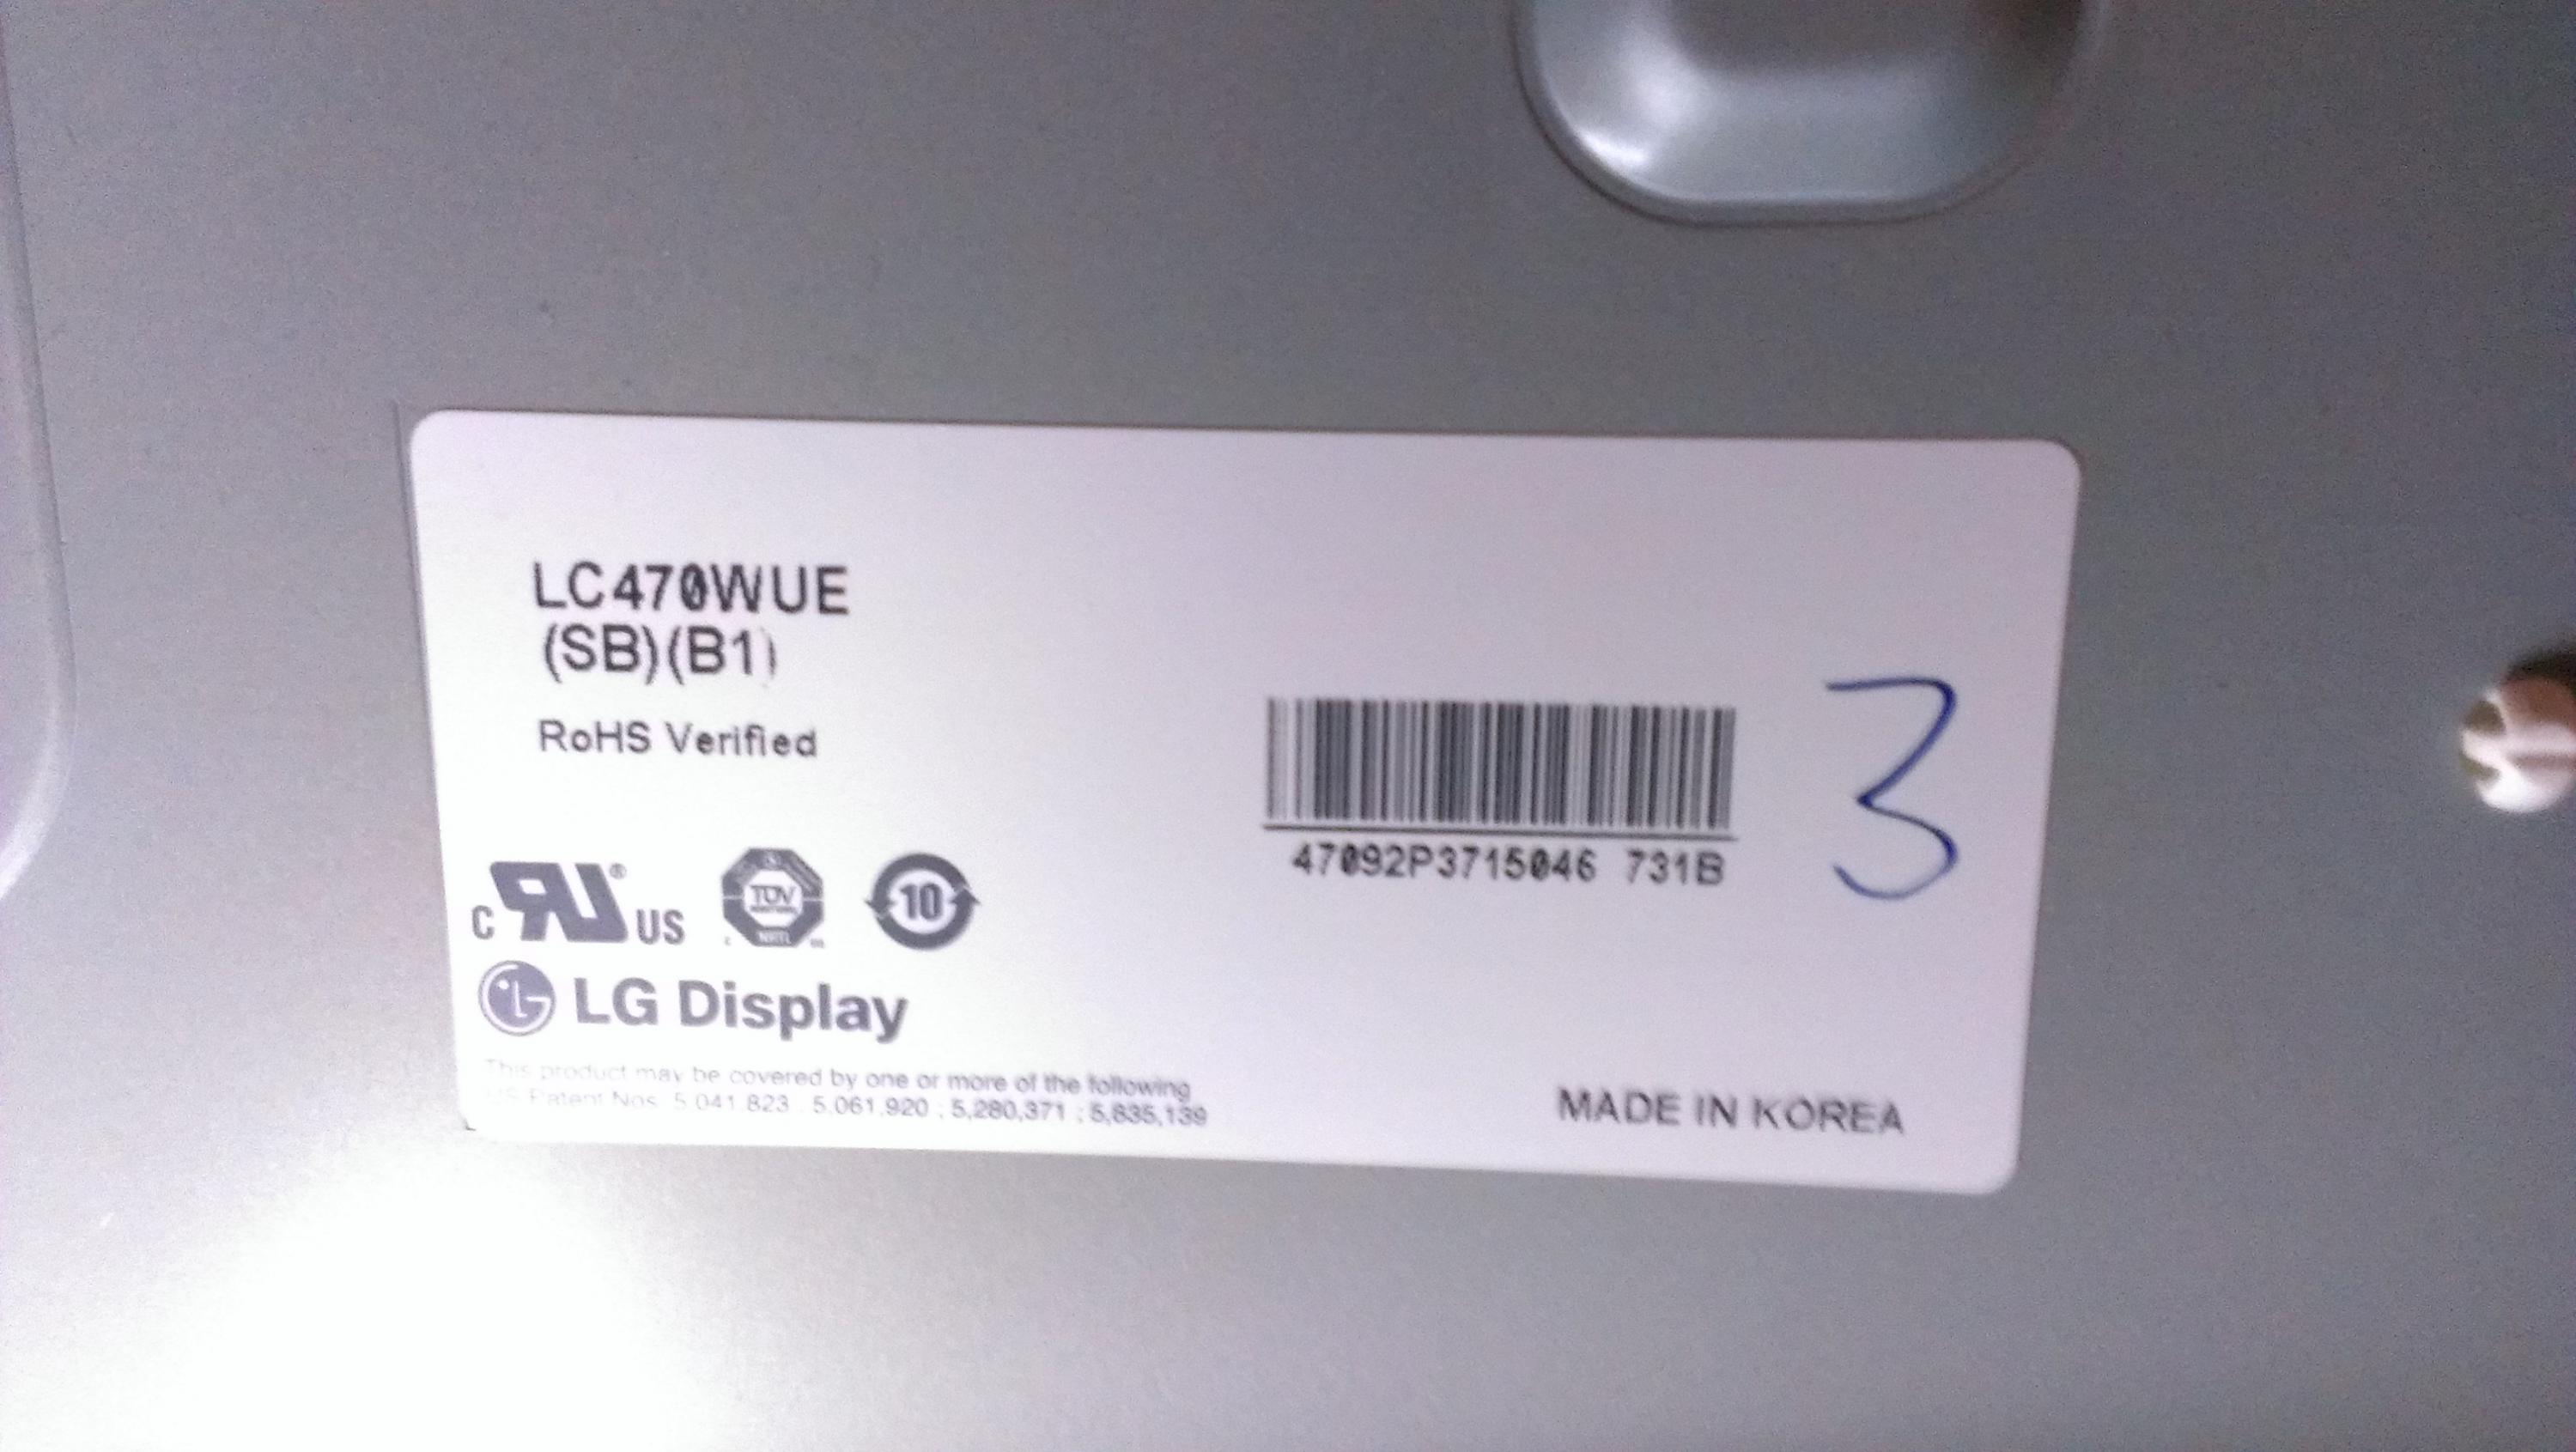 LC470WUE
(SB)(B1)
RoHS Verified
47092P3715046 731B
3
c RU® US
TÜV
10
LG Display
This product may be covered by one or more of the following
US Patent Nos. 5,041,823 ; 5,061,920 ; 5,280,371 ; 5,835,139
MADE IN KOREA